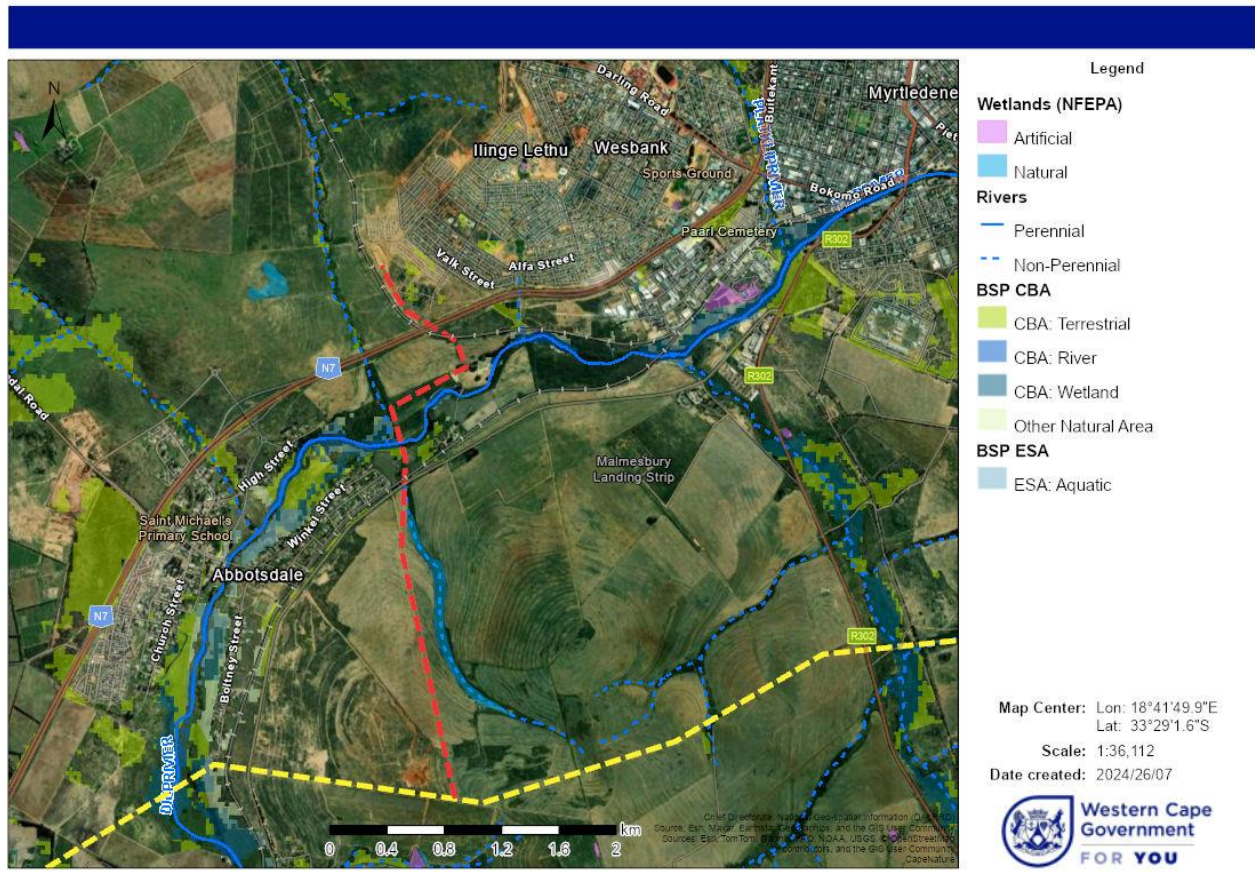 N
Darling Road
Buitekant
Myrtledene
Ilinge Lethu
Wesbank
Sports Ground
Bokomo Road
Paarl Cemetery
R302
Valk Street
Alfa Street
N7
R302
High Street
Malmesbury
Landing Strip
Winkel Street
Saint Michael's
Primary School
Abbotsdale
N7
Church Street
Boltney Street
R302
DIEPRIVIER
km
0 0.4 0.8 1.2 1.6 2
Legend
Wetlands (NFEPA)
Artificial
Natural
Rivers
Perennial
Non-Perennial
BSP CBA
CBA: Terrestrial
CBA: River
CBA: Wetland
Other Natural Area
BSP ESA
ESA: Aquatic
Map Center: Lon: 18°41'49.9"E
Lat: 33°29'1.6"S
Scale: 1:36,112
Date created: 2024/26/07
Western Cape
Government
FOR YOU